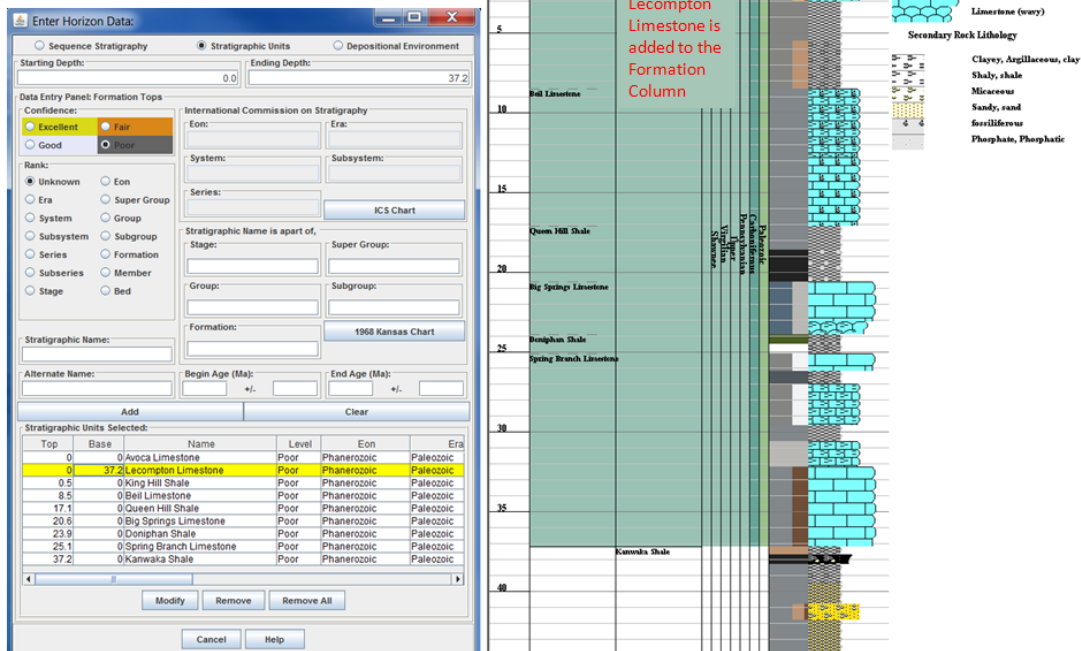 Enter Horizon Data:
Sequence Stratigraphy
Stratigraphic Units
Depositional Environment
Starting Depth:
Ending Depth:
0.0
37.2
Data Entry Panel: Formation Tops
Confidence:
Excellent
Fair
Good
Poor
Rank:
Unknown
Eon
Era
Super Group
System
Group
Subsystem
Subgroup
Series
Formation
Subseries
Member
Stage
Bed
Stratigraphic Name:
International Commission on Stratigraphy
Eon:
Era:
System:
Subsystem:
Series:
ICS Chart
Stratigraphic Name is apart of,
Stage:
Super Group:
Group:
Subgroup:
Formation:
1968 Kansas Chart
Alternate Name:
Begin Age (Ma):
+/-
End Age (Ma):
+/-
Add
Clear
Stratigraphic Units Selected:
Top Base Name Level Eon Era
0 0 Avoca Limestone Poor Phanerozoic Paleozoic
0 37.2 Lecompton Limestone Poor Phanerozoic Paleozoic
0.5 0 King Hill Shale Poor Phanerozoic Paleozoic
8.5 0 Beil Limestone Poor Phanerozoic Paleozoic
17.1 0 Queen Hill Shale Poor Phanerozoic Paleozoic
20.6 0 Big Springs Limestone Poor Phanerozoic Paleozoic
23.9 0 Doniphan Shale Poor Phanerozoic Paleozoic
25.1 0 Spring Branch Limestone Poor Phanerozoic Paleozoic
37.2 0 Kanwaka Shale Poor Phanerozoic Paleozoic
Modify
Remove
Remove All
Cancel
Help
Lecompton
Limestone is
added to the
Formation
Column
5
Beil Limestone
10
15
Queen Hill Shale
20
Big Springs Limestone
Doniphan Shale
25
Spring Branch Limestone
30
35
Kanwaka Shale
40
Shawnee
Virgilian
Upper
Pennsylvanian
Carboniferous
Paleozoic
Limestone (wavy)
Secondary Rock Lithology
Clayey, Argillaceous, clay
Shaly, shale
Micaceous
Sandy, sand
fossiliferous
Phosphate, Phosphatic